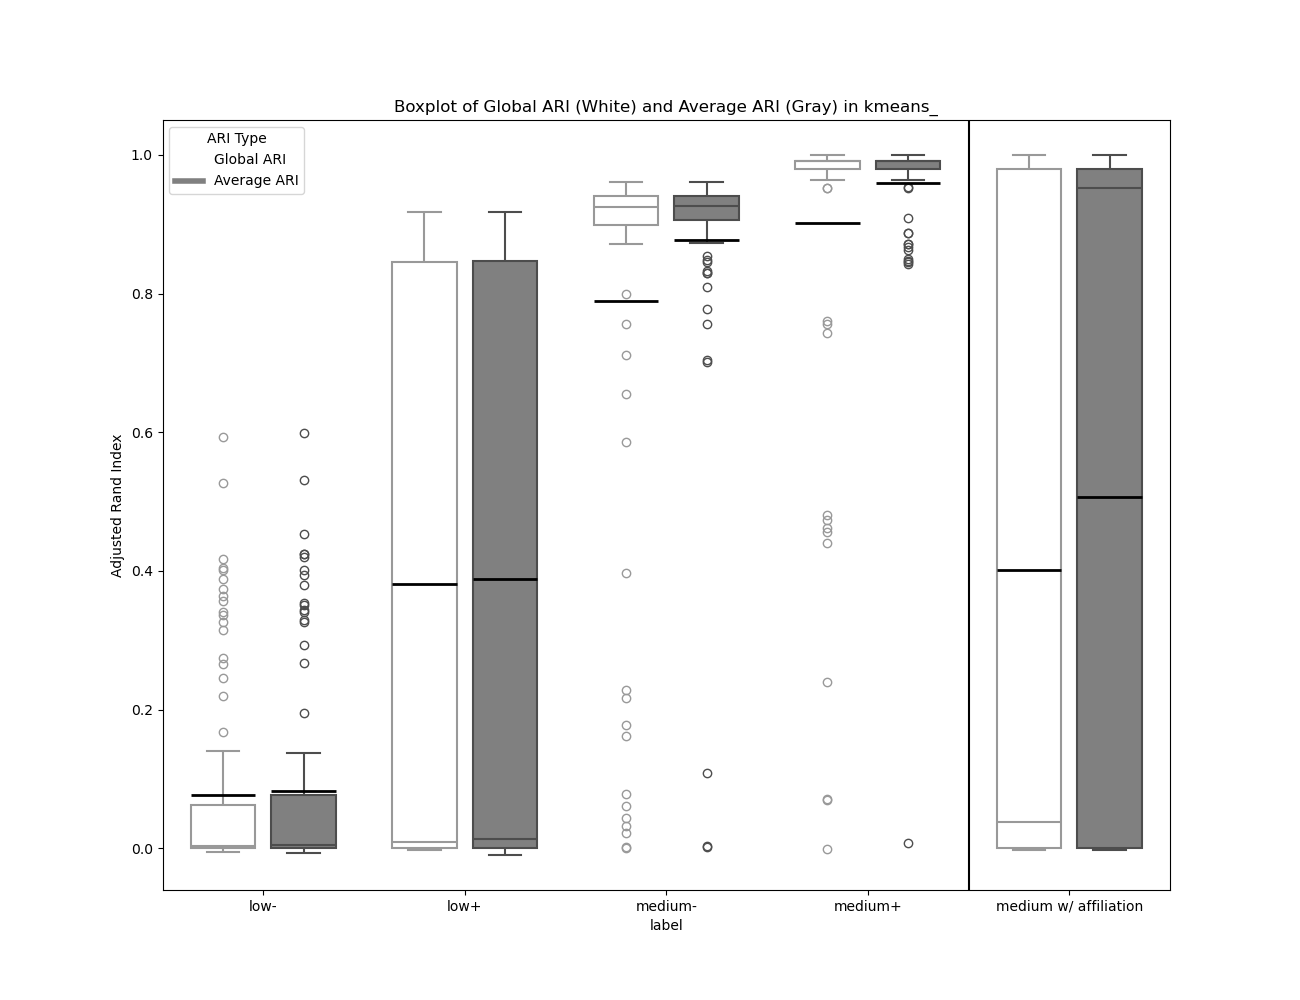 Boxplot of Global ARI (White) and Average ARI (Gray) in kmeans_
ARI Type
Global ARI
Average ARI
Adjusted Rand Index
1.0
0.8
0.6
0.4
0.2
0.0
low-
low+
medium-
medium+
medium w/ affiliation
label